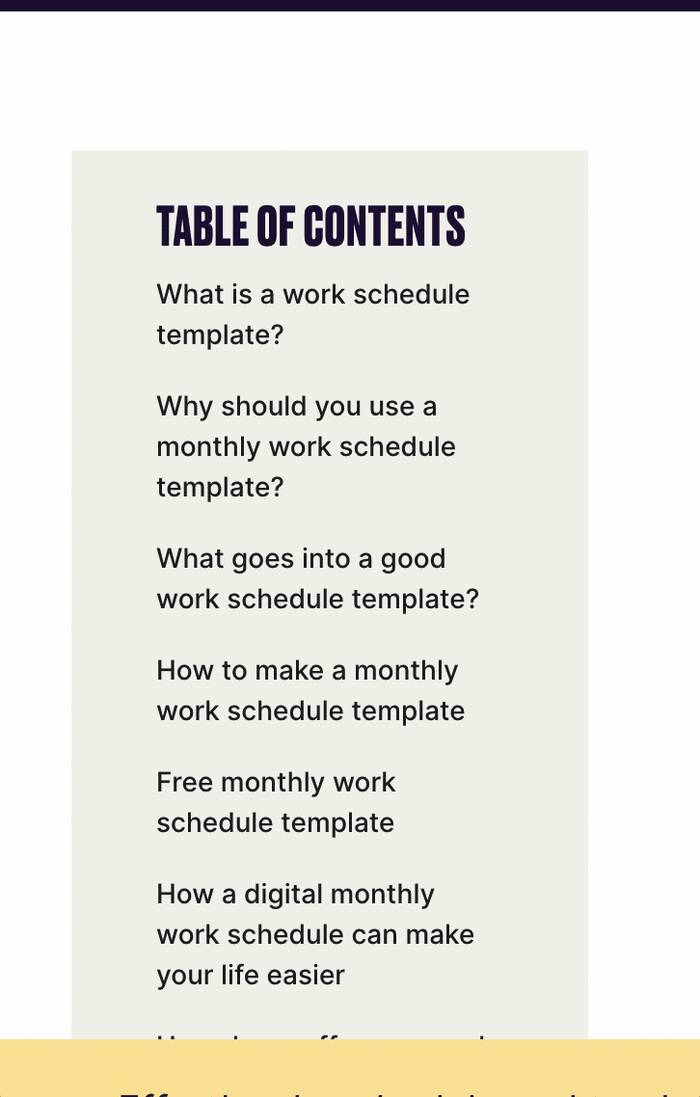 TABLE OF CONTENTS
What is a work schedule
template?
Why should you use a
monthly work schedule
template?
What goes into a good
work schedule template?
How to make a monthly
work schedule template
Free monthly work
schedule template
How a digital monthly
work schedule can make
your life easier